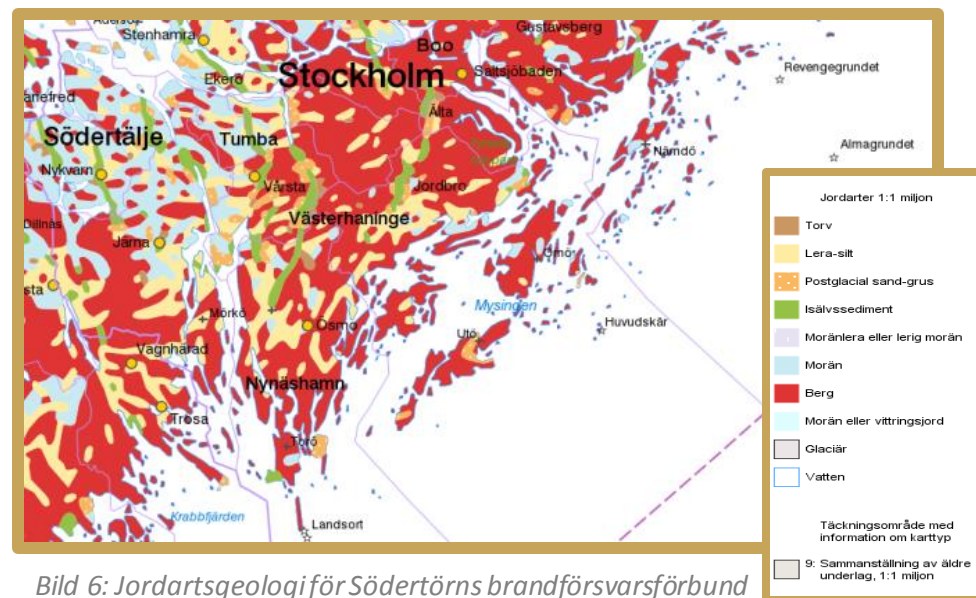 Stenhamra
Boo
Gustavsberg
Stockholm
Saltsjöbaden
Revengegrundet
Ekerö
anefred
Älta
Södertälje
Tumba
Almagrundet
Nämdö
Nykvarn
Vårsta
Jordbro
Västerhaninge
Dillnäs
Järna
Ornö
sta
Mysingen
Mörkö
Ösmo
Utö
Huvudskär
Vagnhärad
Nynäshamn
Trosa
Torö
Krabbfjärden
Landsort
Jordarter 1:1 miljon
Torv
Lera-silt
Postglacial sand-grus
Isälvssediment
Moränlera eller lerig morän
Morän
Berg
Morän eller vittringsjord
Glaciär
Vatten
Täckningsområde med
information om karttyp
9: Sammanställning av äldre
underlag, 1:1 miljon
Bild 6: Jordartsgeologi för Södertörns brandförsvarsförbund